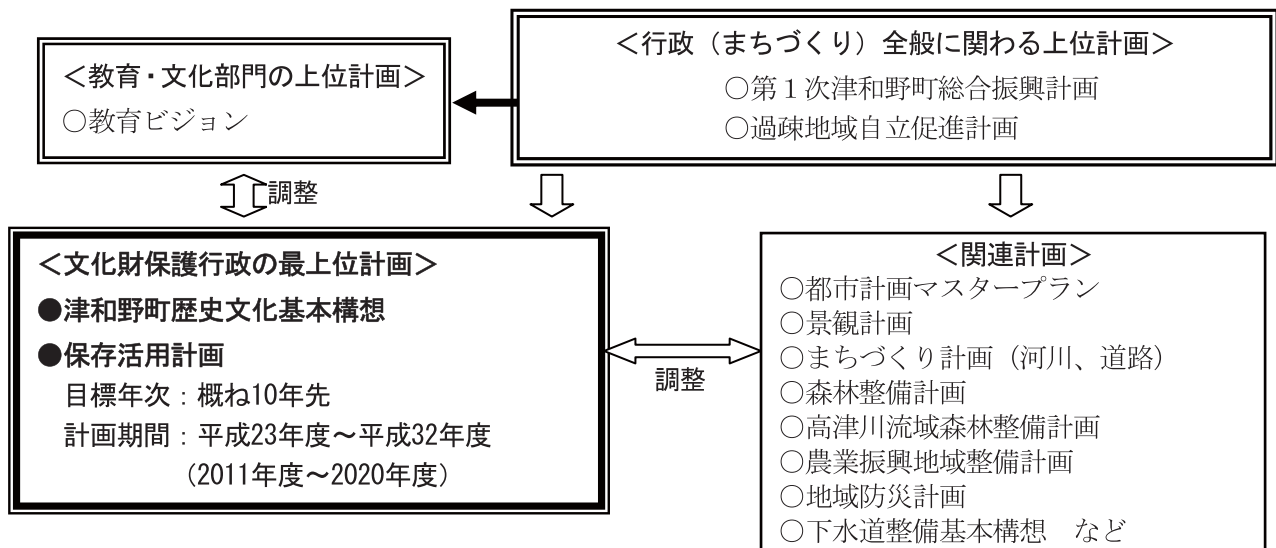 ＜教育・文化部門の上位計画＞
○教育ビジョン
＜行政（まちづくり）全般に関わる上位計画＞
○第１次津和野町総合振興計画
○過疎地域自立促進計画
調整
＜文化財保護行政の最上位計画＞
●津和野町歴史文化基本構想
●保存活用計画
目標年次：概ね10年先
計画期間：平成23年度～平成32年度
（2011年度～2020年度）
調整
＜関連計画＞
○都市計画マスタープラン
○景観計画
○まちづくり計画（河川、道路）
○森林整備計画
○高津川流域森林整備計画
○農業振興地域整備計画
○地域防災計画
○下水道整備基本構想　など